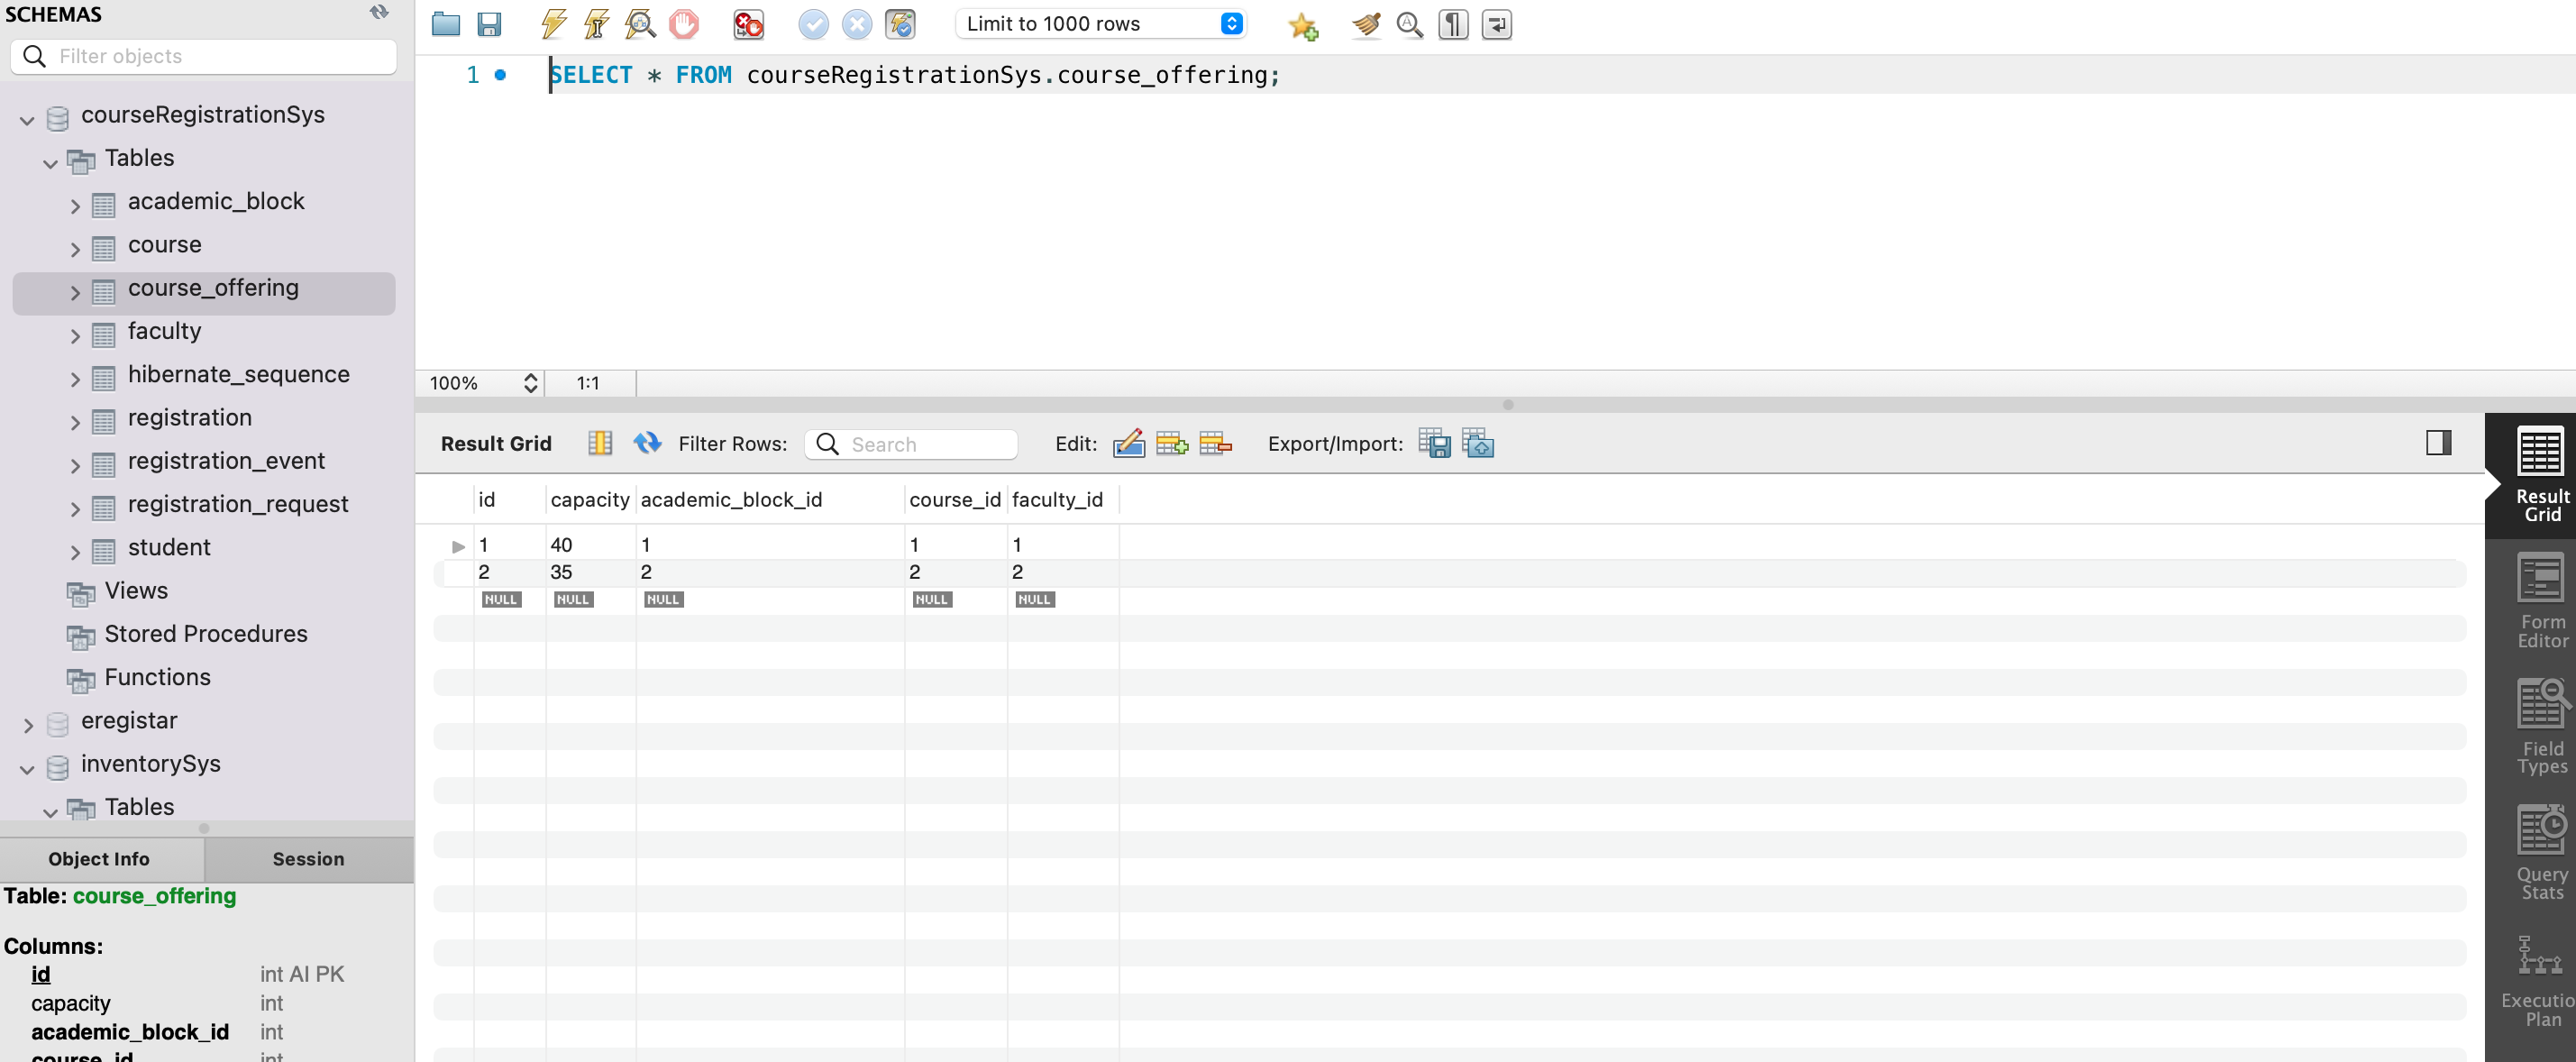 SCHEMAS
Filter objects
courseRegistrationSys
Tables
academic_block
course
course_offering
faculty
hibernate_sequence
registration
registration_event
registration_request
student
Views
Stored Procedures
Functions
eregistar
inventorySys
Tables
Object Info Session
Table: course_offering
Columns:
id int AI PK
capacity int
academic_block_id int
course_id int
Limit to 1000 rows
1 SELECT * FROM courseRegistrationSys.course_offering;
100% 1:1
Result Grid Filter Rows: Search Edit: Export/Import:
id capacity academic_block_id course_id faculty_id
1 40 1 1 1
2 35 2 2 2
NULL NULL NULL NULL NULL
Result
Grid
Form
Editor
Field
Types
Query
Stats
Executio
Plan